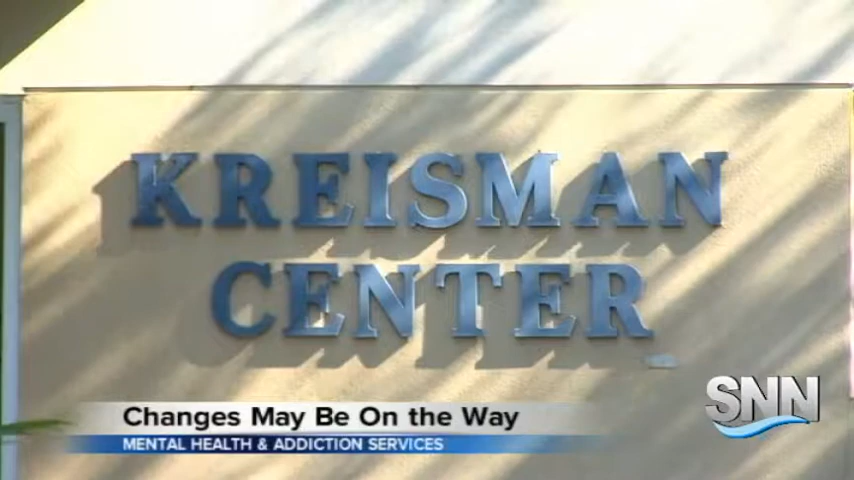 KREISMAN
CENTER
Changes May Be On the Way
MENTAL HEALTH & ADDICTION SERVICES
SNN